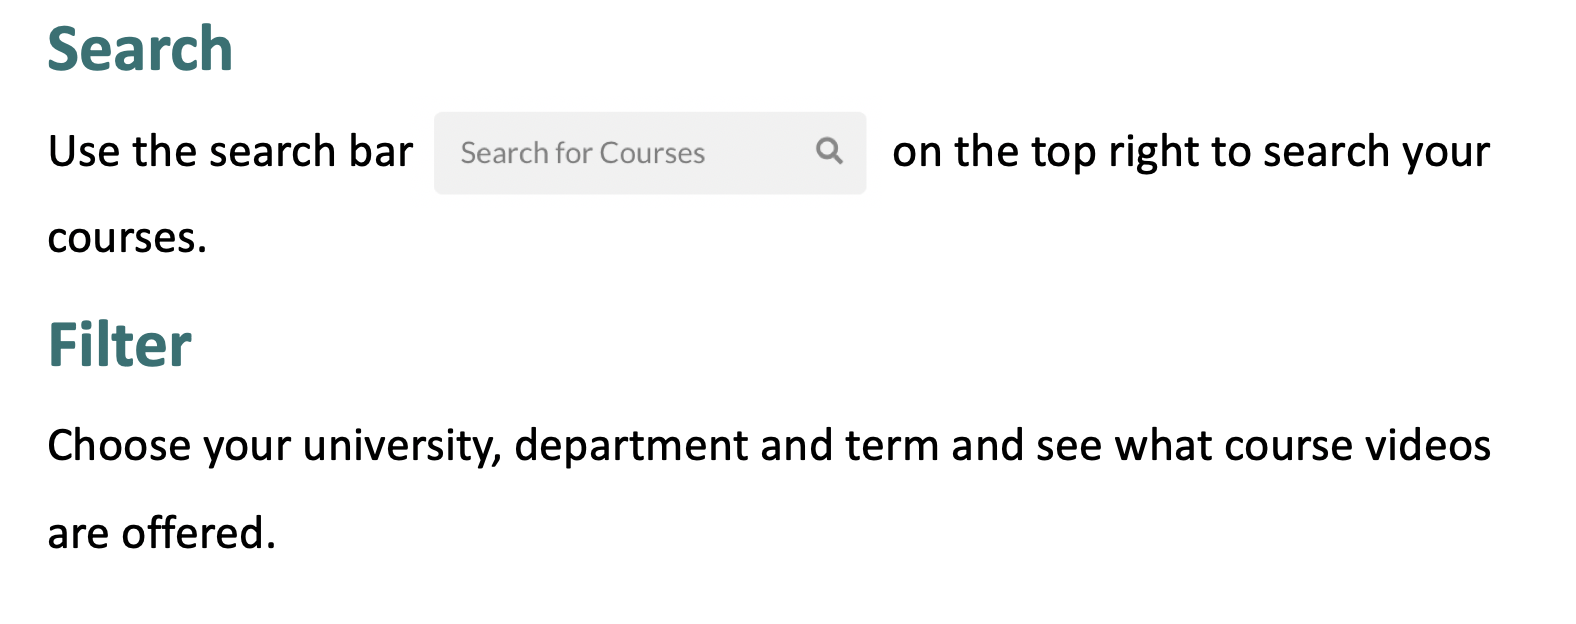 Search
Use the search bar Search for Courses on the top right to search your
courses.
Filter
Choose your university, department and term and see what course videos
are offered.